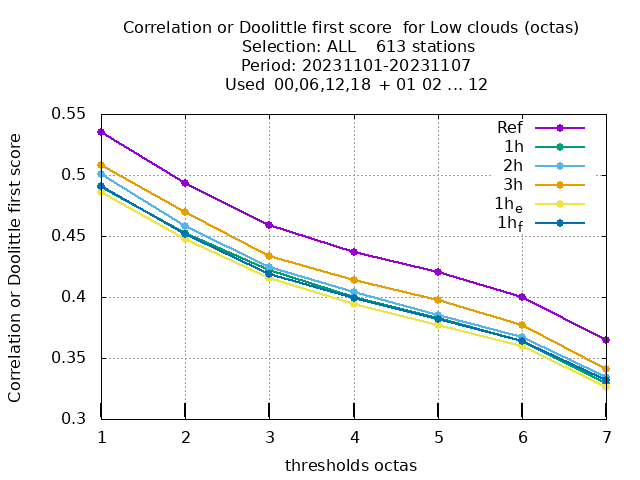 Correlation or Doolittle first score  for Low clouds (octas)
Selection: ALL    613 stations
Period: 20231101-20231107
Used  00,06,12,18 + 01 02 ... 12
Correlation or Doolittle first score
0.55
0.5
0.45
0.4
0.35
0.3
Ref
1h
2h
3h
1he
1hf
1 2 3 4 5 6 7
thresholds octas